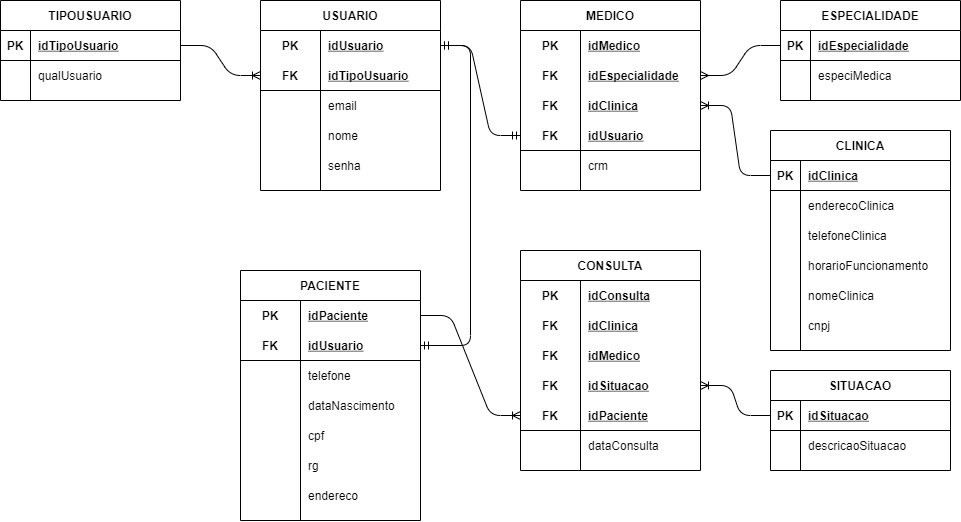 TIPOUSUARIO
PK idTipoUsuario
qualUsuario
USUARIO
PK idUsuario
FK idTipoUsuario
email
nome
senha
MEDICO
PK idMedico
FK idEspecialidade
FK idClinica
FK idUsuario
crm
ESPECIALIDADE
PK idEspecialidade
especiMedica
CLINICA
PK idClinica
enderecoClinica
telefoneClinica
horarioFuncionamento
nomeClinica
cnpj
PACIENTE
PK idPaciente
FK idUsuario
telefone
dataNascimento
cpf
rg
endereco
CONSULTA
PK idConsulta
FK idClinica
FK idMedico
FK idSituacao
FK idPaciente
dataConsulta
SITUACAO
PK idSituacao
descricaoSituacao